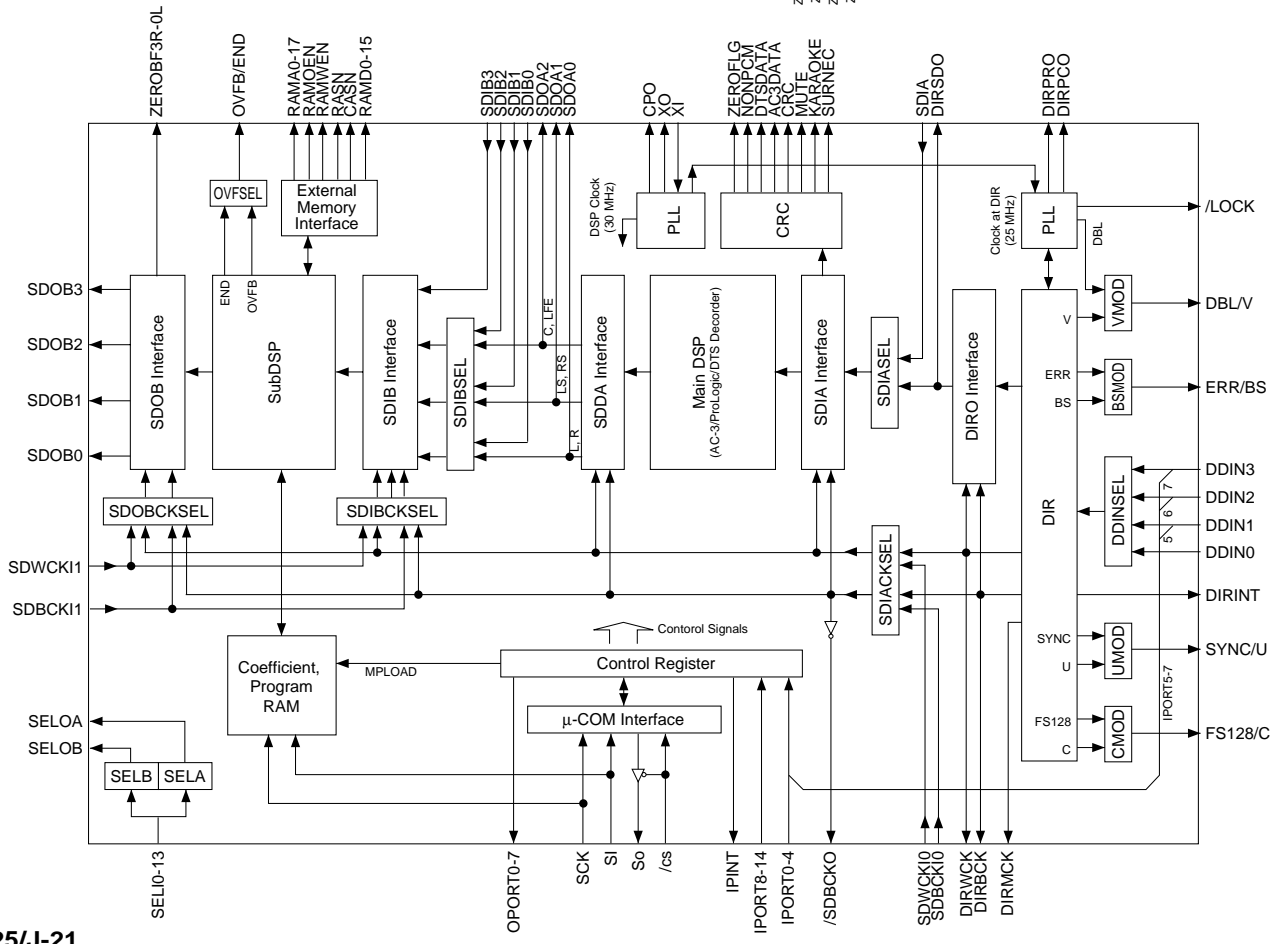 ZEROBF3R-0L
OVFB/END
RAMA0-17
RAMOEN
RAMWEN
RASN
CASN
RAMD0-15
SDIB3
SDIB2
SDIB1
SDIB0
SDOA2
SDOA1
SDOA0
CPO
XO
XI
ZEROFLG
NONPCM
DTSDATA
AC3DATA
CRC
MUTE
KARAOKE
SURNEC
SDIA
DIRSDO
DIRPRO
DIRPCO
OVFSEL
External
Memory
Interface
DSP Clock
(30 MHz)
PLL
CRC
Clock at DIR
(25 MHz)
PLL
DBL
/LOCK
SDOB3
SDOB2
SDOB1
SDOB0
SDOB Interface
END
OVFB
SubDSP
SDIB Interface
SDIBSEL
C, LFE
LS, RS
L, R
SDDA Interface
Main DSP
(AC-3/ProLogic/DTS Decorder)
SDIA Interface
SDIASEL
DIRO Interface
DIR
V
VMOD
DBL/V
ERR
BS
BSMOD
ERR/BS
DDINSEL
7
6
5
DDIN3
DDIN2
DDIN1
DDIN0
SDOBCKSEL
SDIBCKSEL
SDIACKSEL
SDWCKI1
SDBCKI1
DIRINT
Contorol Signals
Control Register
Coefficient,
Program
RAM
MPLOAD
µ-COM Interface
SYNC
U
UMOD
SYNC/U
IPORT5-7
FS128
C
CMOD
FS128/C
SELOA
SELOB
SELB
SELA
SELI0-13
OPORT0-7
SCK
SI
So
/cs
IPINT
IPORT8-14
IPORT0-4
/SDBCKO
SDWCKI0
SDBCKI0
DIRWCK
DIRBCK
DIRMCK
25/J-21